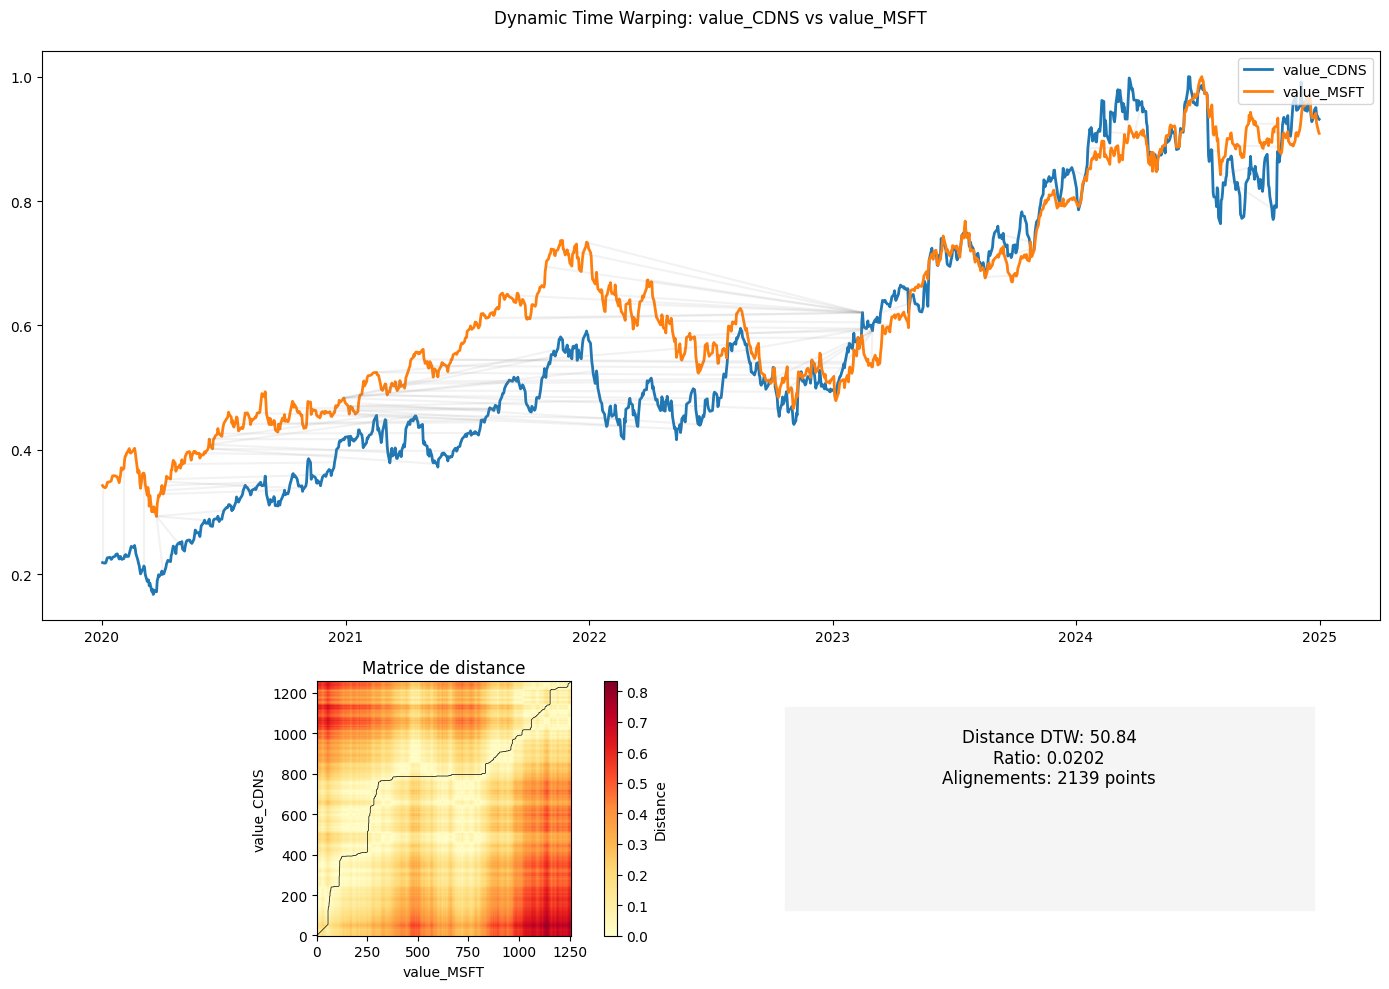 Dynamic Time Warping: value_CDNS vs value_MSFT
value_CDNS
value_MSFT
1.0
0.8
0.6
0.4
0.2
2020 2021 2022 2023 2024 2025
Matrice de distance
value_CDNS
1200
1000
800
600
400
200
0
0 250 500 750 1000 1250
value_MSFT
0.8
0.7
0.6
0.5
0.4
0.3
0.2
0.1
0.0
Distance
Distance DTW: 50.84
Ratio: 0.0202
Alignements: 2139 points